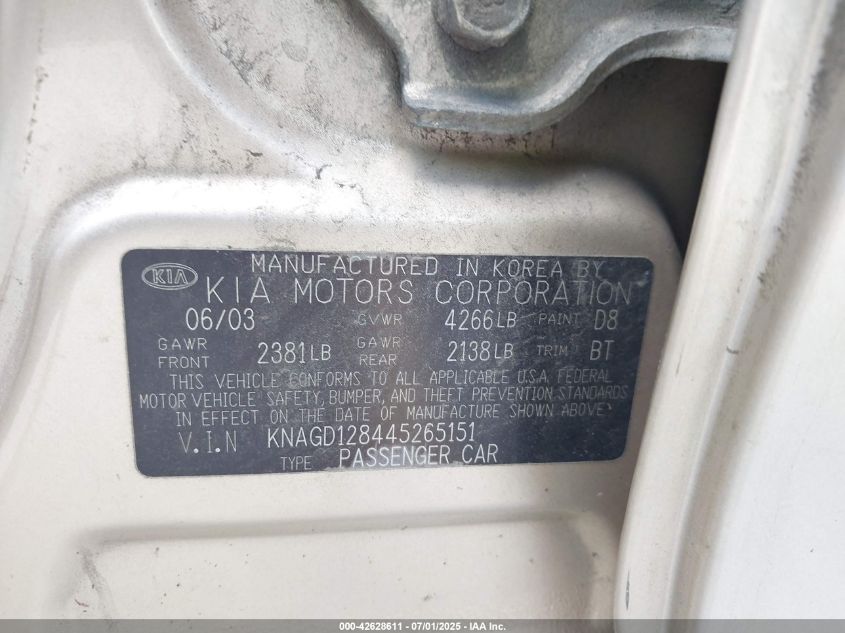 MANUFACTURED IN KOREA BY
KIA KIA MOTORS CORPORATION
06/03 GVWR 4266LB PAINT D8
GAWR FRONT 2381LB GAWR REAR 2138LB TRIM BT
THIS VEHICLE CONFORMS TO ALL APPLICABLE U.S.A. FEDERAL
MOTOR VEHICLE SAFETY, BUMPER, AND THEFT PREVENTION STANDARDS
IN EFFECT ON THE DATE OF MANUFACTURE SHOWN ABOVE
V.I.N KNAGD128445265151
TYPE PASSENGER CAR
000-42628611 - 07/01/2025 - IAA Inc.